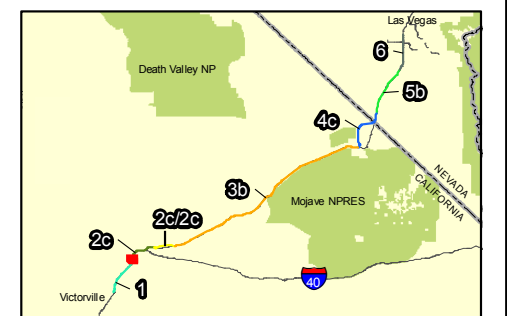 Las Vegas
6
Death Valley NP
5b
4c
NEVADA
CALIFORNIA
3b
Mojave NPRES
2c/2c
2c
40
1
Victorville